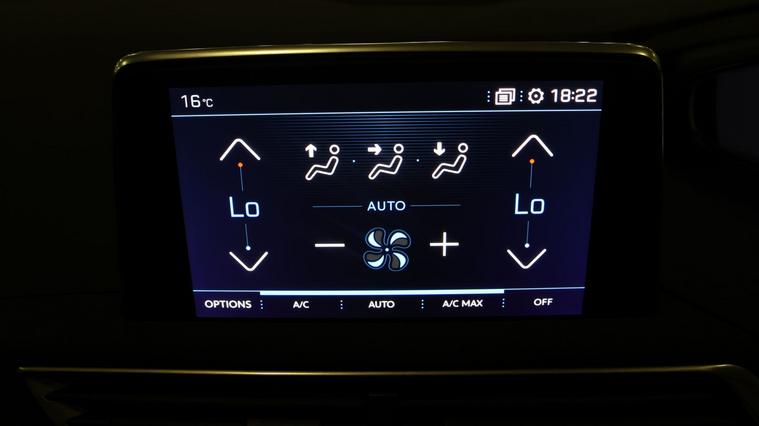 16°C 18:22
Lo Lo
AUTO
OPTIONS A/C AUTO A/C MAX OFF